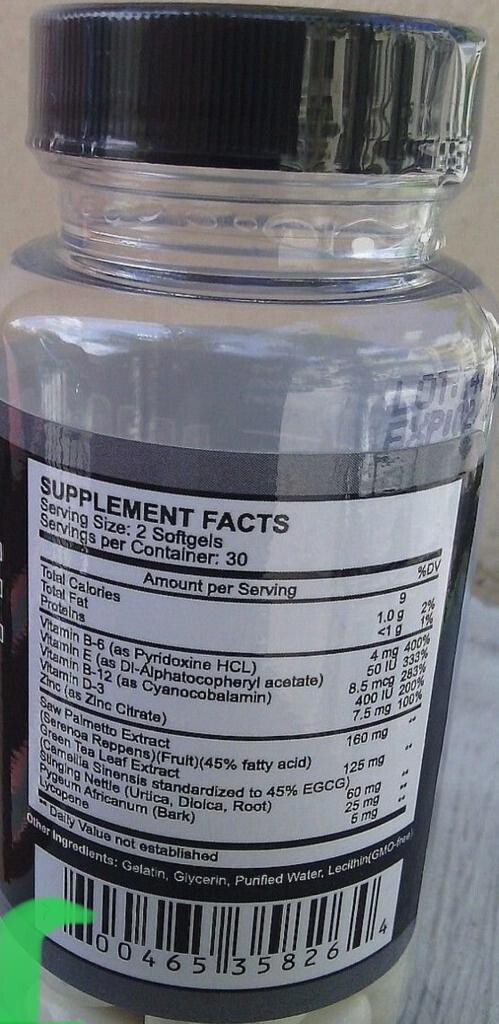 LOT:
EXP
SUPPLEMENT FACTS
Serving Size: 2 Softgels
Servings per Container: 30
Amount per Serving %DV
Total Calories 9
Total Fat 1.0 g 2%
Proteins <1 g 1%
Vitamin B-6 (as Pyridoxine HCL) 4 mg 400%
Vitamin E (as Dl-Alphatocopheryl acetate) 50 IU 333%
Vitamin B-12 (as Cyanocobalamin) 8.5 mcg 283%
Vitamin D-3 400 IU 200%
Zinc (as Zinc Citrate) 7.5 mg 100%
Saw Palmetto Extract 160 mg **
(Serenoa Reppens)(Fruit)(45% fatty acid)
Green Tea Leaf Extract 125 mg **
(Camellia Sinensis standardized to 45% EGCG)
Stinging Nettle (Urtica, Dioica, Root) 60 mg **
Pygeum Africanum (Bark) 25 mg **
Lycopene 5 mg **
** Daily Value not established
Other Ingredients: Gelatin, Glycerin, Purified Water, Lecithin(GMO-free)
00465 35826 4